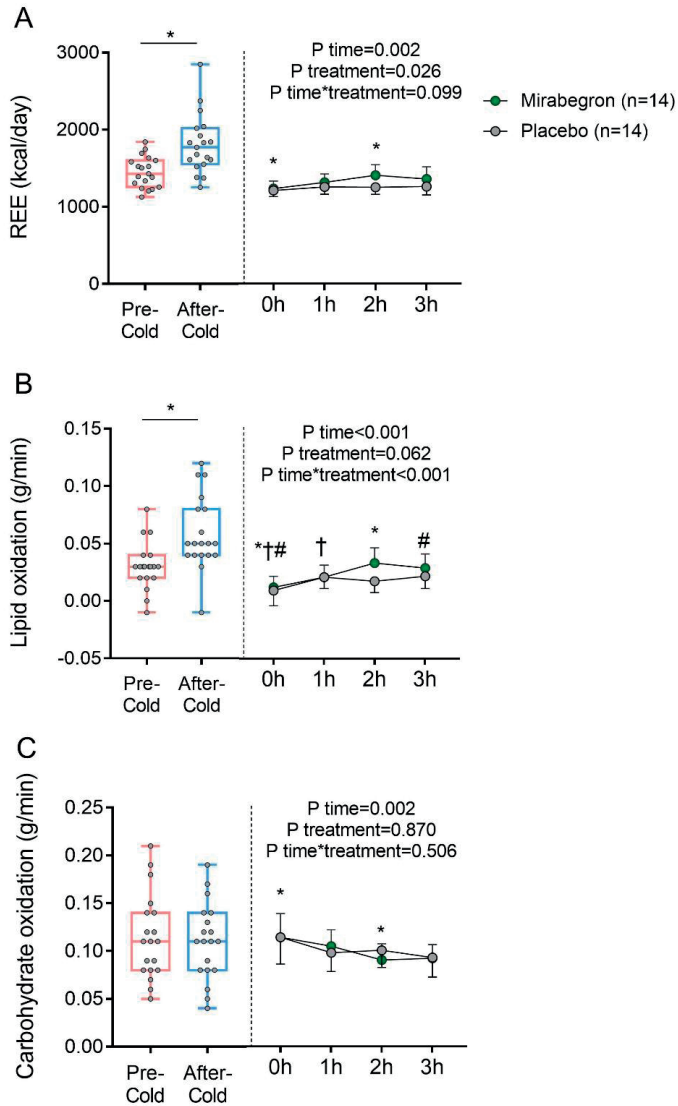 A
*
3000
2000
1000
0
REE (kcal/day)
Pre-
Cold
After-
Cold
P time=0.002
P treatment=0.026
P time*treatment=0.099
Mirabegron (n=14)
Placebo (n=14)
*
*
0h 1h 2h 3h
B
*
0.15
0.10
0.05
0.00
-0.05
Lipid oxidation (g/min)
Pre-
Cold
After-
Cold
P time<0.001
P treatment=0.062
P time*treatment<0.001
*†# † * #
0h 1h 2h 3h
C
0.25
0.20
0.15
0.10
0.05
0.00
Carbohydrate oxidation (g/min)
Pre-
Cold
After-
Cold
P time=0.002
P treatment=0.870
P time*treatment=0.506
*
*
0h 1h 2h 3h